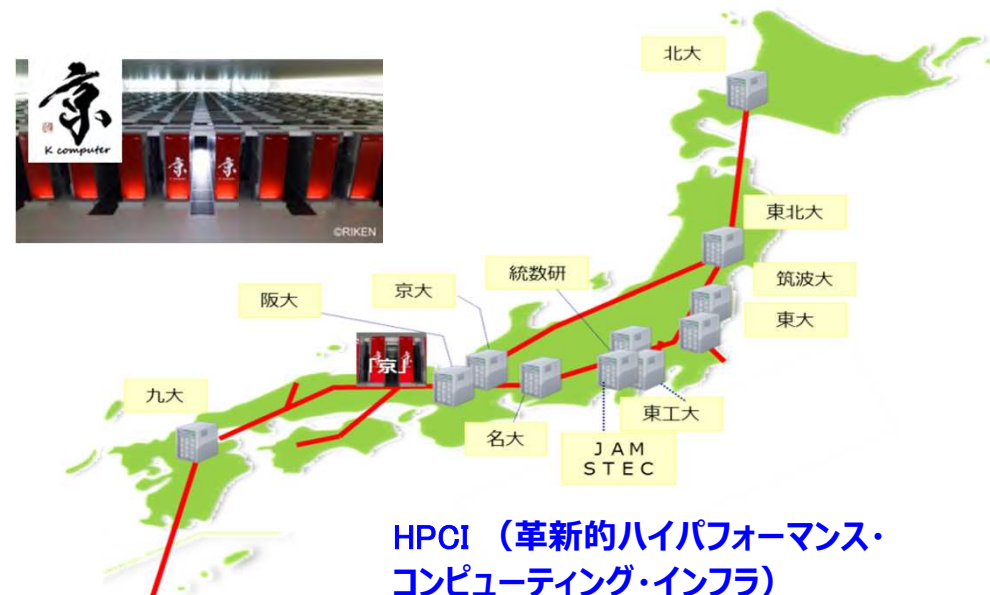 京
K computer
京 京
©RIKEN
北大
東北大
筑波大
東大
統数研
京大
阪大
「京」
九大
名大
東工大
ＪＡＭ
ＳＴＥＣ
HPCI （革新的ハイパフォーマンス・
コンピューティング・インフラ）